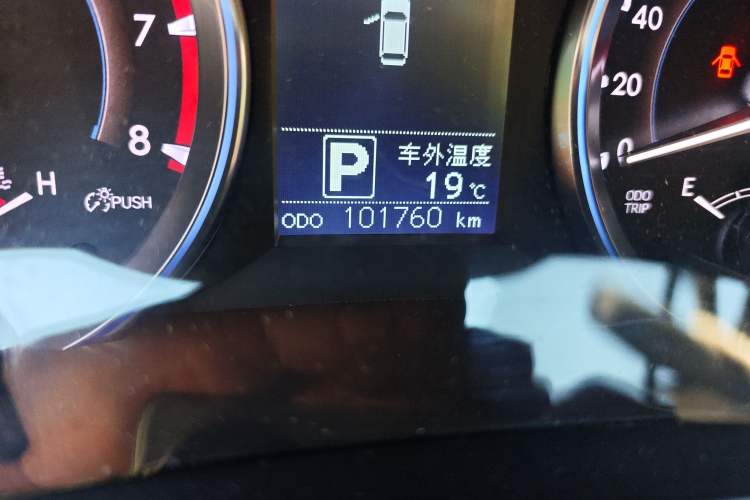 7
8
H
PUSH
P
车外温度
19℃
ODO 101760 km
40
20
0
ODO
TRIP
E